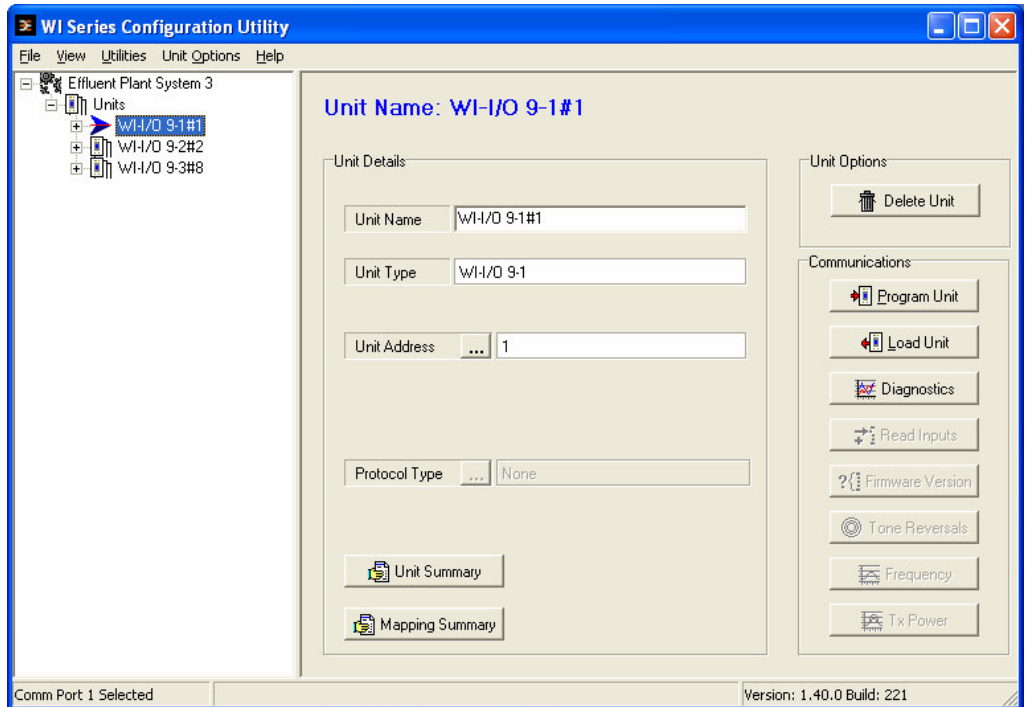 WI Series Configuration Utility
File View Utilities Unit Options Help
Effluent Plant System 3
Units
WI-I/O 9-1#1
WI-I/O 9-2#2
WI-I/O 9-3#8
Unit Name: WI-I/O 9-1#1
Unit Details
Unit Name WI-I/O 9-1#1
Unit Type WI-I/O 9-1
Unit Address ... 1
Protocol Type ... None
Unit Summary
Mapping Summary
Unit Options
Delete Unit
Communications
Program Unit
Load Unit
Diagnostics
Read Inputs
Firmware Version
Tone Reversals
Frequency
Tx Power
Comm Port 1 Selected
Version: 1.40.0 Build: 221